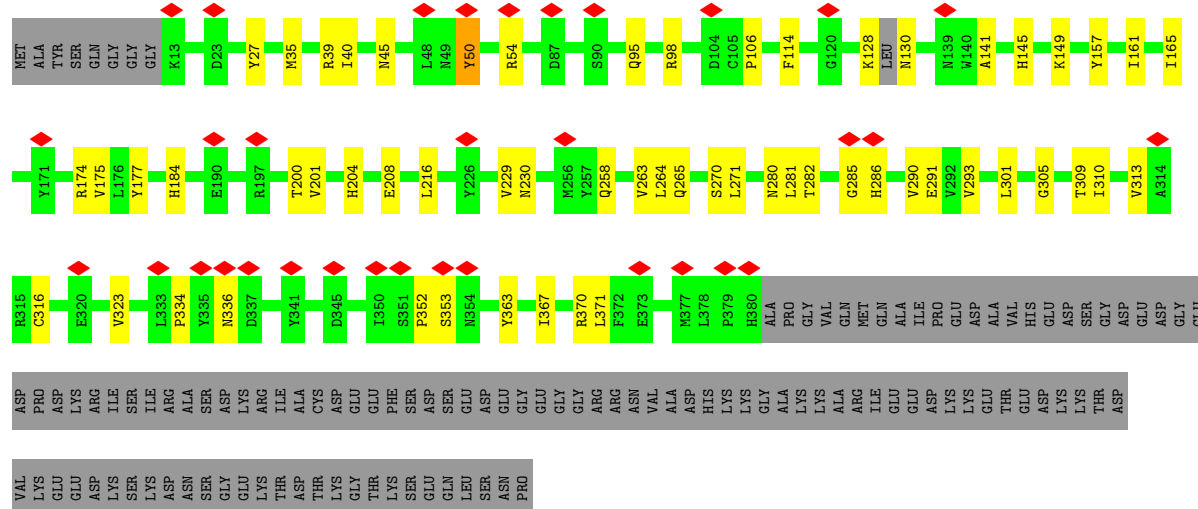 MET ALA TYR SER GLN GLY GLY GLY K13 D23 Y27 M35 R39 I40 N45 L48 N49 Y50 R54 D87 S90 Q95 R98 D104 C105 P106 F114 G120 K128 LEU N130 N139 W140 A141 H145 K149 Y157 I161 I165
Y171 R174 V175 L176 Y177 H184 E190 R197 T200 V201 H204 E208 L216 Y226 V229 N230 M256 Y257 Q258 V263 L264 Q265 S270 L271 N280 L281 T282 G285 H286 V290 E291 V292 V293 L301 G305 T309 I310 V313 A314
R315 C316 E320 V323 L333 P334 Y335 N336 D337 Y341 D345 I350 S351 P352 S353 N354 Y363 I367 R370 L371 F372 E373 M377 L378 P379 H380 ALA PRO GLY VAL GLN MET GLN ALA ILE PRO GLU ASP ALA VAL HIS GLU ASP SER GLY ASP GLU ASP GLY GLU
ASP PRO ASP LYS ARG ILE SER ILE ARG ALA SER ASP LYS ARG ILE ALA CYS ASP GLU GLU PHE SER ASP SER GLU ASP GLU GLY GLU GLY GLY ARG ARG ASN VAL ALA ASP HIS LYS LYS GLY ALA LYS LYS ALA ARG ILE GLU GLU ASP LYS LYS GLU THR GLU ASP LYS LYS THR ASP
VAL LYS GLU GLU ASP LYS SER LYS ASP ASN SER GLY GLU LYS THR ASP THR LYS GLY THR LYS SER GLU GLN LEU SER ASN PRO